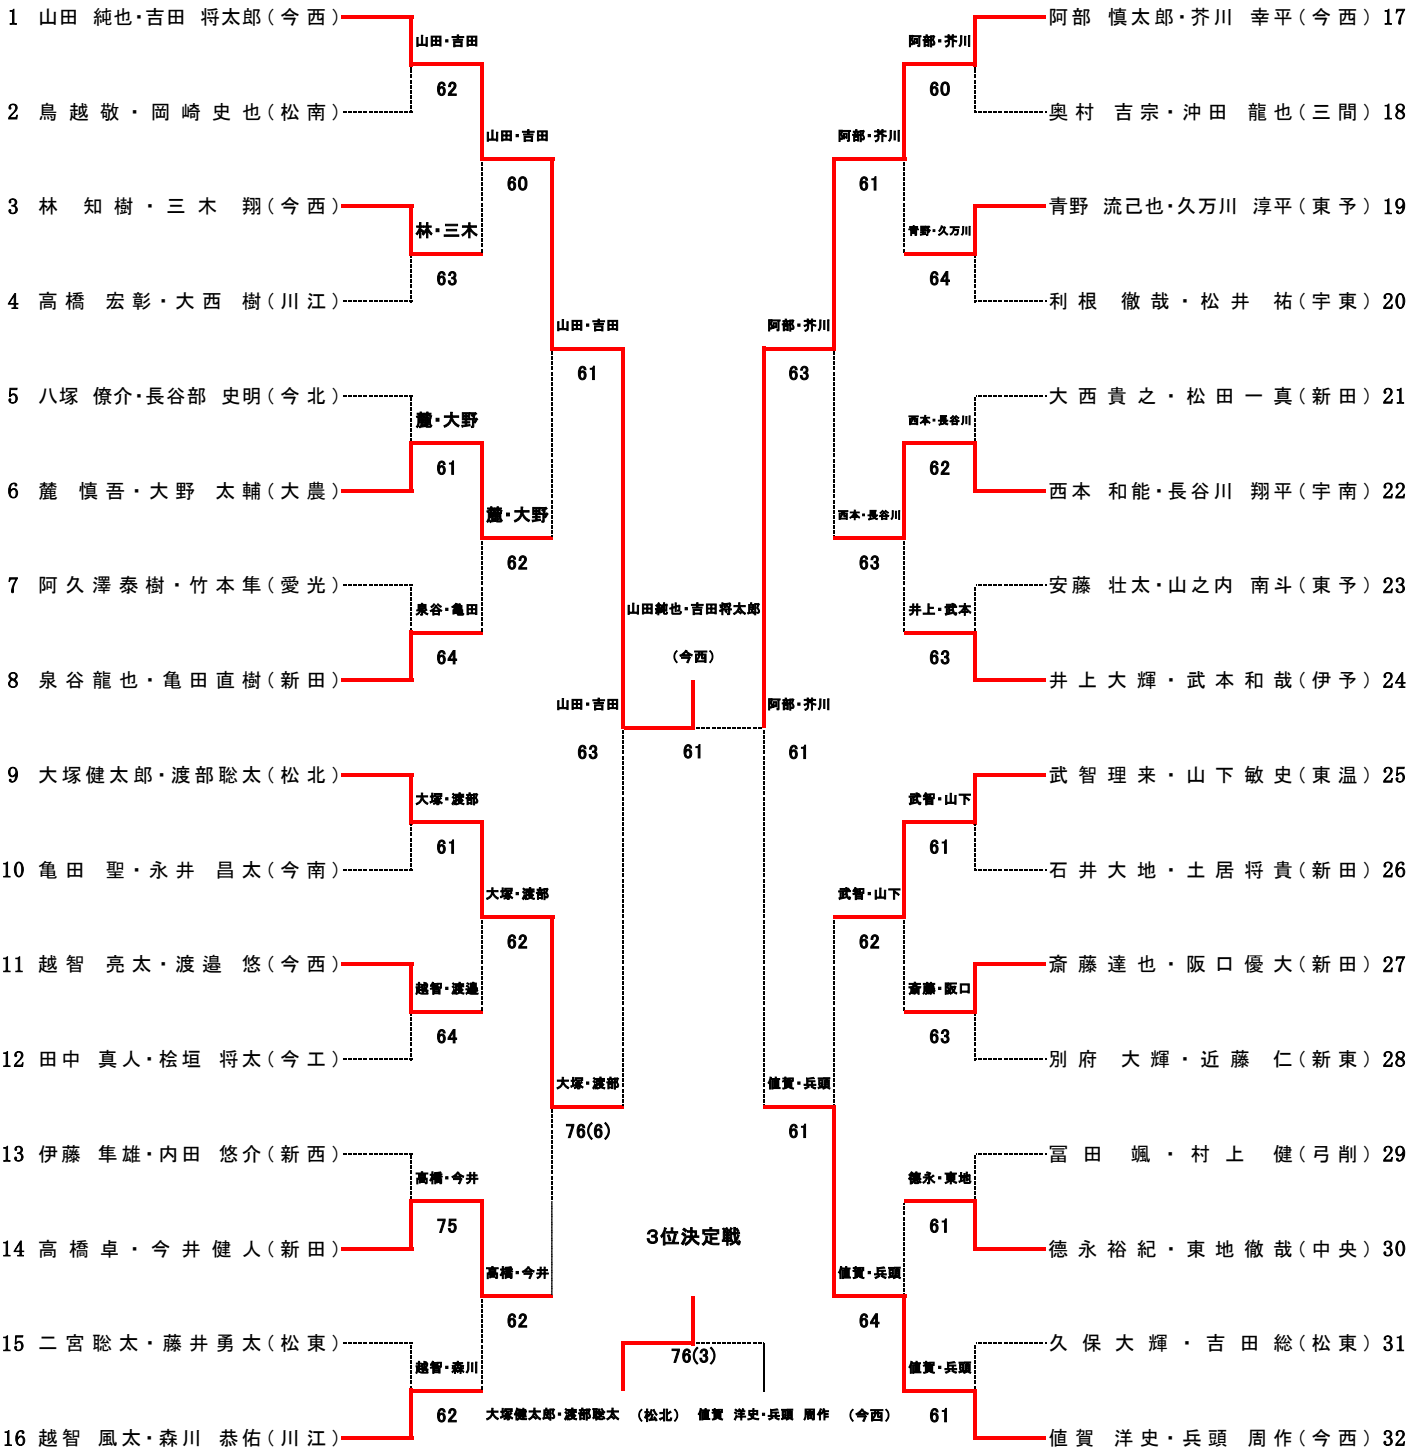 1 山田 純也・吉田 将太郎(今西)
2 鳥越敬・岡崎史也(松南)
3 林 知樹・三木 翔(今西)
4 高橋 宏彰・大西 樹(川江)
5 八塚 僚介・長谷部 史明(今北)
6 麓 慎吾・大野 太輔(大農)
7 阿久澤泰樹・竹本隼(愛光)
8 泉谷龍也・亀田直樹(新田)
9 大塚健太郎・渡部聡太(松北)
10 亀田 聖・永井 昌太(今南)
11 越智 亮太・渡邉 悠(今西)
12 田中 真人・桧垣 将太(今工)
13 伊藤 隼雄・内田 悠介(新西)
14 高橋卓・今井健人(新田)
15 二宮聡太・藤井勇太(松東)
16 越智 風太・森川 恭佑(川江)
山田・吉田
62
林・三木
63
麓・大野
61
泉谷・亀田
64
大塚・渡部
61
越智・渡邉
64
高橋・今井
75
越智・森川
62
山田・吉田
60
麓・大野
62
大塚・渡部
62
高橋・今井
62
山田・吉田
61
大塚・渡部
76(6)
山田・吉田
63
山田純也・吉田将太郎
(今西)
61
阿部・芥川
61
阿部・芥川
63
値賀・兵頭
61
阿部・芥川
61
西本・長谷川
63
武智・山下
62
値賀・兵頭
64
阿部・芥川
60
青野・久万川
64
西本・長谷川
62
井上・武本
63
武智・山下
61
斎藤・阪口
63
德永・東地
61
値賀・兵頭
61
阿部 慎太郎・芥川 幸平(今西) 17
奥村 吉宗・沖田 龍也(三間) 18
青野 流己也・久万川 淳平(東予) 19
利根 徹哉・松井 祐(宇東) 20
大西貴之・松田一真(新田) 21
西本 和能・長谷川 翔平(宇南) 22
安藤 壮太・山之内 南斗(東予) 23
井上大輝・武本和哉(伊予) 24
武智理来・山下敏史(東温) 25
石井大地・土居将貴(新田) 26
斎藤達也・阪口優大(新田) 27
別府 大輝・近藤 仁(新東) 28
冨田 颯・村上 健(弓削) 29
德永裕紀・東地徹哉(中央) 30
久保大輝・吉田総(松東) 31
値賀 洋史・兵頭 周作(今西) 32
3位決定戦
76(3)
大塚健太郎・渡部聡太 (松北) 値賀 洋史・兵頭 周作 (今西)